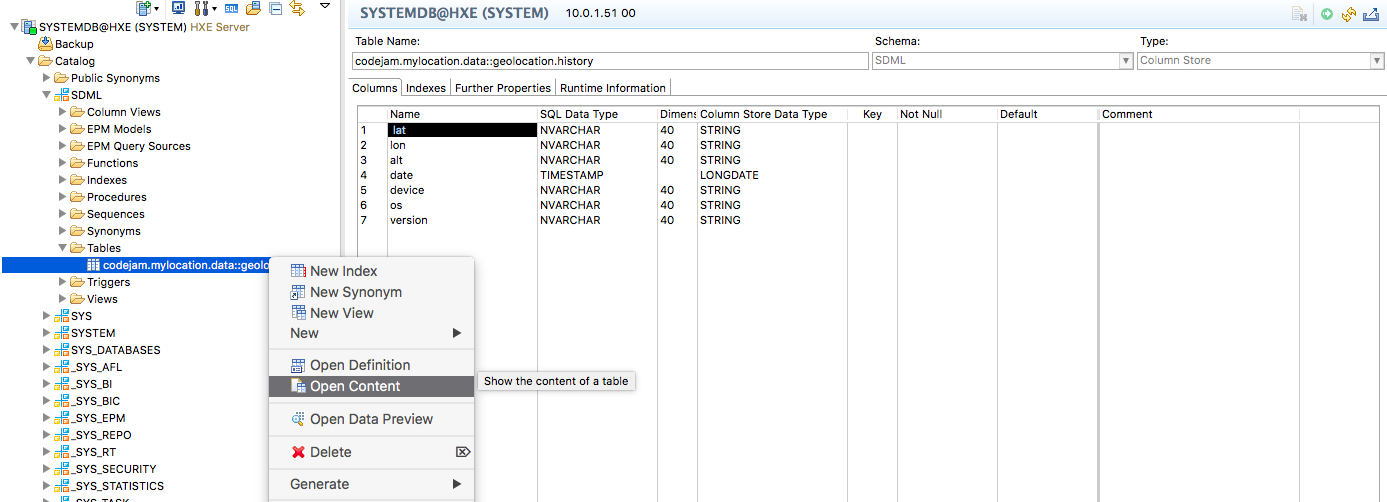 SYSTEMDB@HXE (SYSTEM) HXE Server
Backup
Catalog
Public Synonyms
SDML
Column Views
EPM Models
EPM Query Sources
Functions
Indexes
Procedures
Sequences
Synonyms
Tables
codejam.mylocation.data::geolo
Triggers
Views
SYS
SYSTEM
SYS_DATABASES
_SYS_AFL
_SYS_BI
_SYS_BIC
_SYS_EPM
_SYS_REPO
_SYS_RT
_SYS_SECURITY
_SYS_STATISTICS
_SYS_TASK
New Index
New Synonym
New View
New
Open Definition
Open Content
Open Data Preview
Delete
Generate
Show the content of a table
SYSTEMDB@HXE (SYSTEM) 10.0.1.51 00
Table Name: Schema: Type:
codejam.mylocation.data::geolocation.history SDML Column Store
Columns Indexes Further Properties Runtime Information
Name SQL Data Type Dimens Column Store Data Type Key Not Null Default Comment
1 lat NVARCHAR 40 STRING
2 lon NVARCHAR 40 STRING
3 alt NVARCHAR 40 STRING
4 date TIMESTAMP LONGDATE
5 device NVARCHAR 40 STRING
6 os NVARCHAR 40 STRING
7 version NVARCHAR 40 STRING